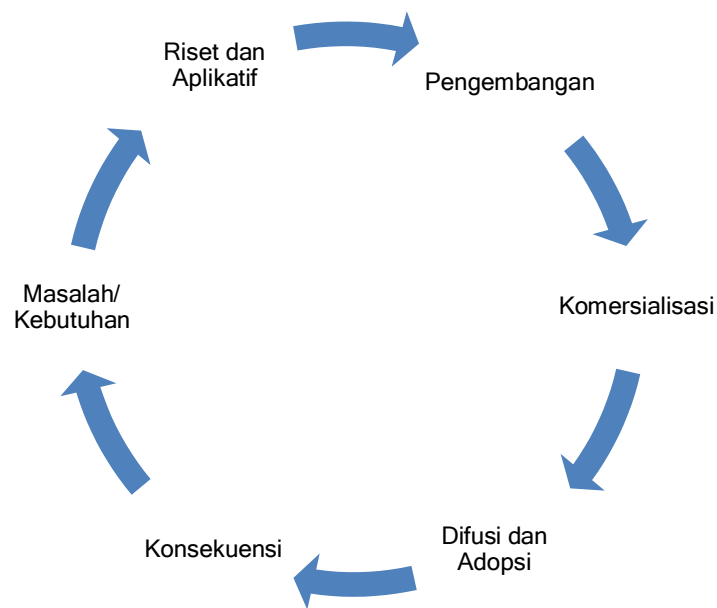 Riset dan
Aplikatif
Pengembangan
Komersialisasi
Difusi dan
Adopsi
Konsekuensi
Masalah/
Kebutuhan